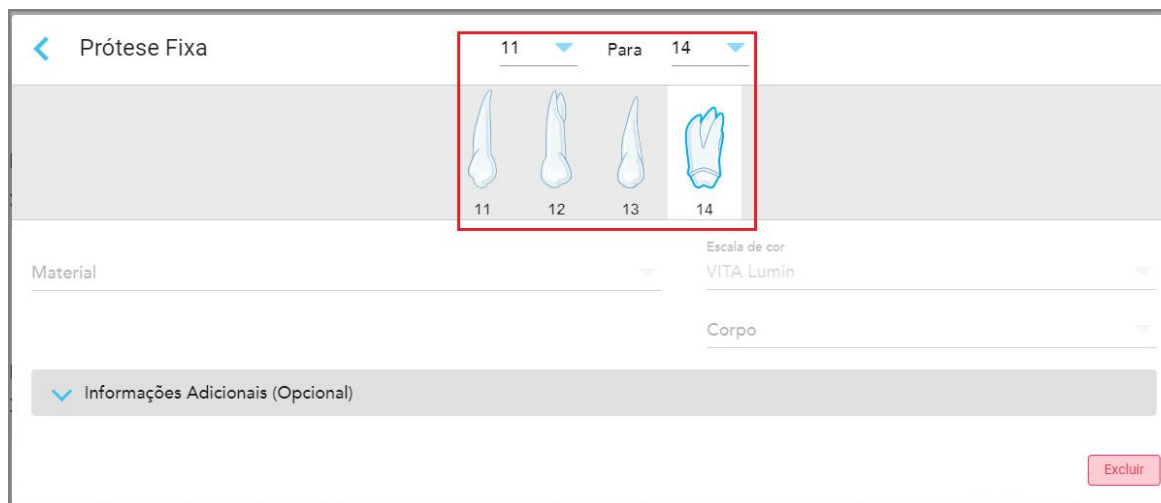 Prótese Fixa
11 Para 14
11 12 13 14
Escala de cor
Material
VITA Lumin
Corpo
Informações Adicionais (Opcional)
Excluir